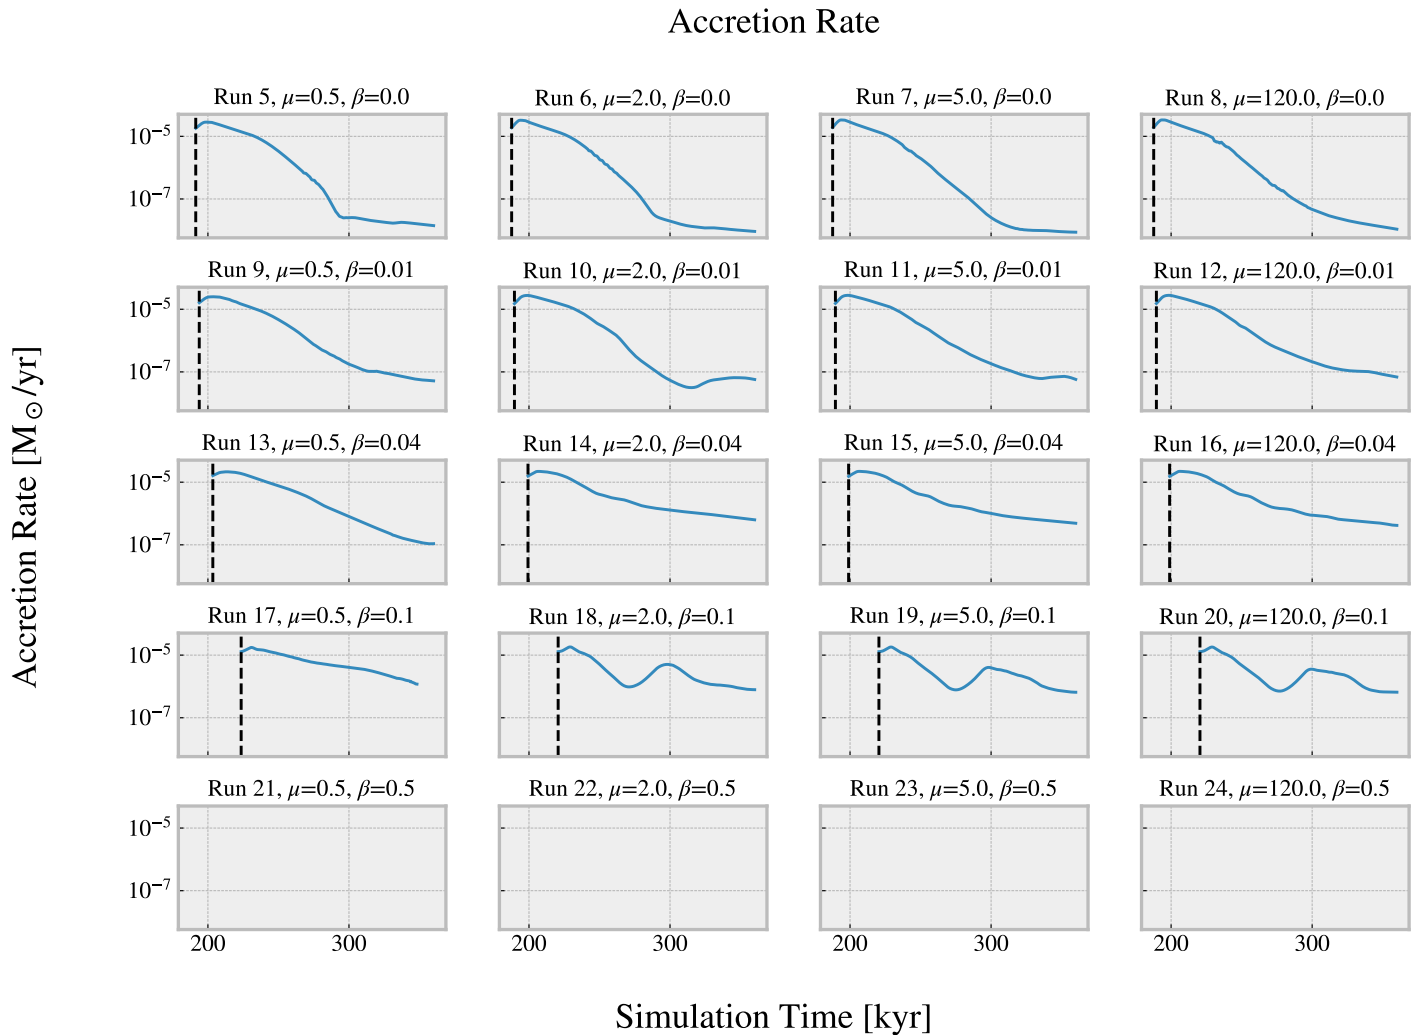 Accretion Rate
Run 5, μ=0.5, β=0.0
Run 6, μ=2.0, β=0.0
Run 7, μ=5.0, β=0.0
Run 8, μ=120.0, β=0.0
10⁻⁵
10⁻⁷
Run 9, μ=0.5, β=0.01
Run 10, μ=2.0, β=0.01
Run 11, μ=5.0, β=0.01
Run 12, μ=120.0, β=0.01
10⁻⁵
10⁻⁷
Accretion Rate [M⊙/yr]
Run 13, μ=0.5, β=0.04
Run 14, μ=2.0, β=0.04
Run 15, μ=5.0, β=0.04
Run 16, μ=120.0, β=0.04
10⁻⁵
10⁻⁷
Run 17, μ=0.5, β=0.1
Run 18, μ=2.0, β=0.1
Run 19, μ=5.0, β=0.1
Run 20, μ=120.0, β=0.1
10⁻⁵
10⁻⁷
Run 21, μ=0.5, β=0.5
Run 22, μ=2.0, β=0.5
Run 23, μ=5.0, β=0.5
Run 24, μ=120.0, β=0.5
10⁻⁵
10⁻⁷
200 300
200 300
200 300
200 300
Simulation Time [kyr]